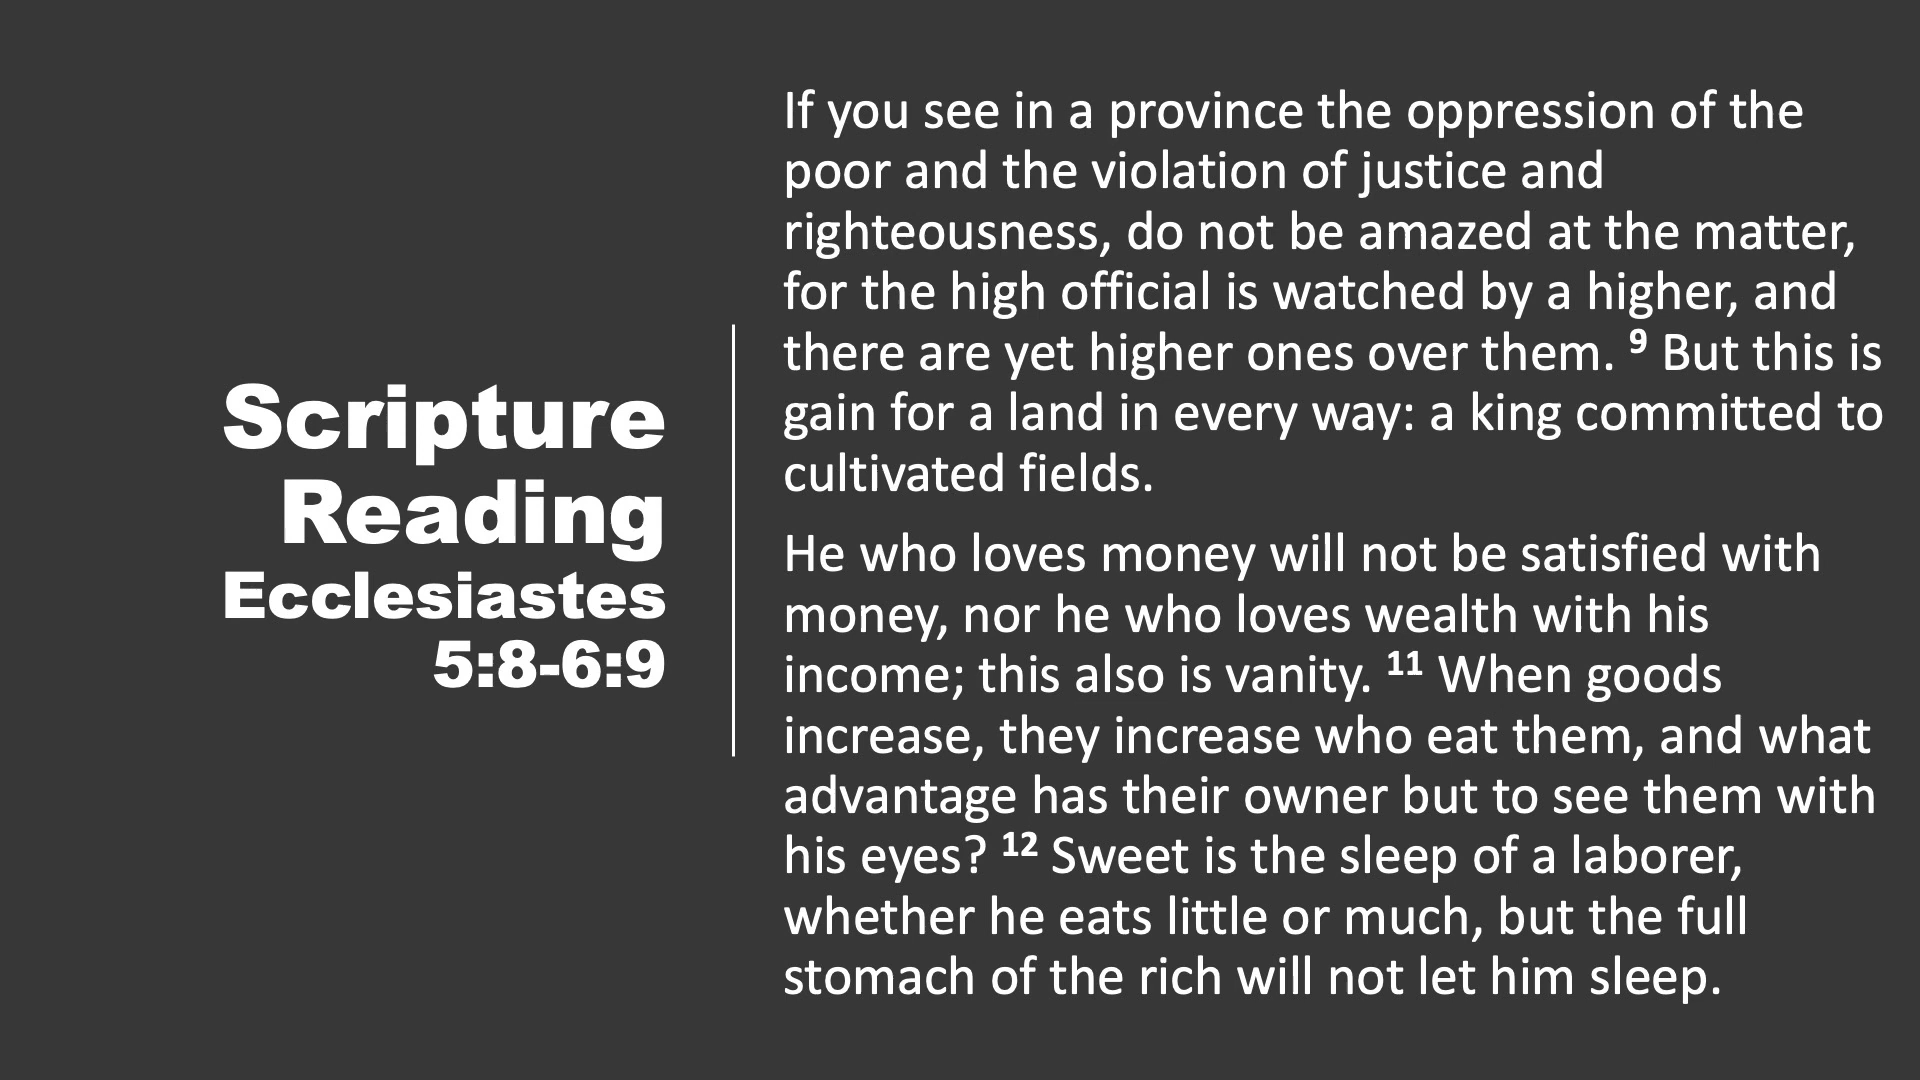 Scripture
Reading
Ecclesiastes
5:8-6:9
If you see in a province the oppression of the
poor and the violation of justice and
righteousness, do not be amazed at the matter,
for the high official is watched by a higher, and
there are yet higher ones over them. 9 But this is
gain for a land in every way: a king committed to
cultivated fields.
He who loves money will not be satisfied with
money, nor he who loves wealth with his
income; this also is vanity. 11 When goods
increase, they increase who eat them, and what
advantage has their owner but to see them with
his eyes? 12 Sweet is the sleep of a laborer,
whether he eats little or much, but the full
stomach of the rich will not let him sleep.